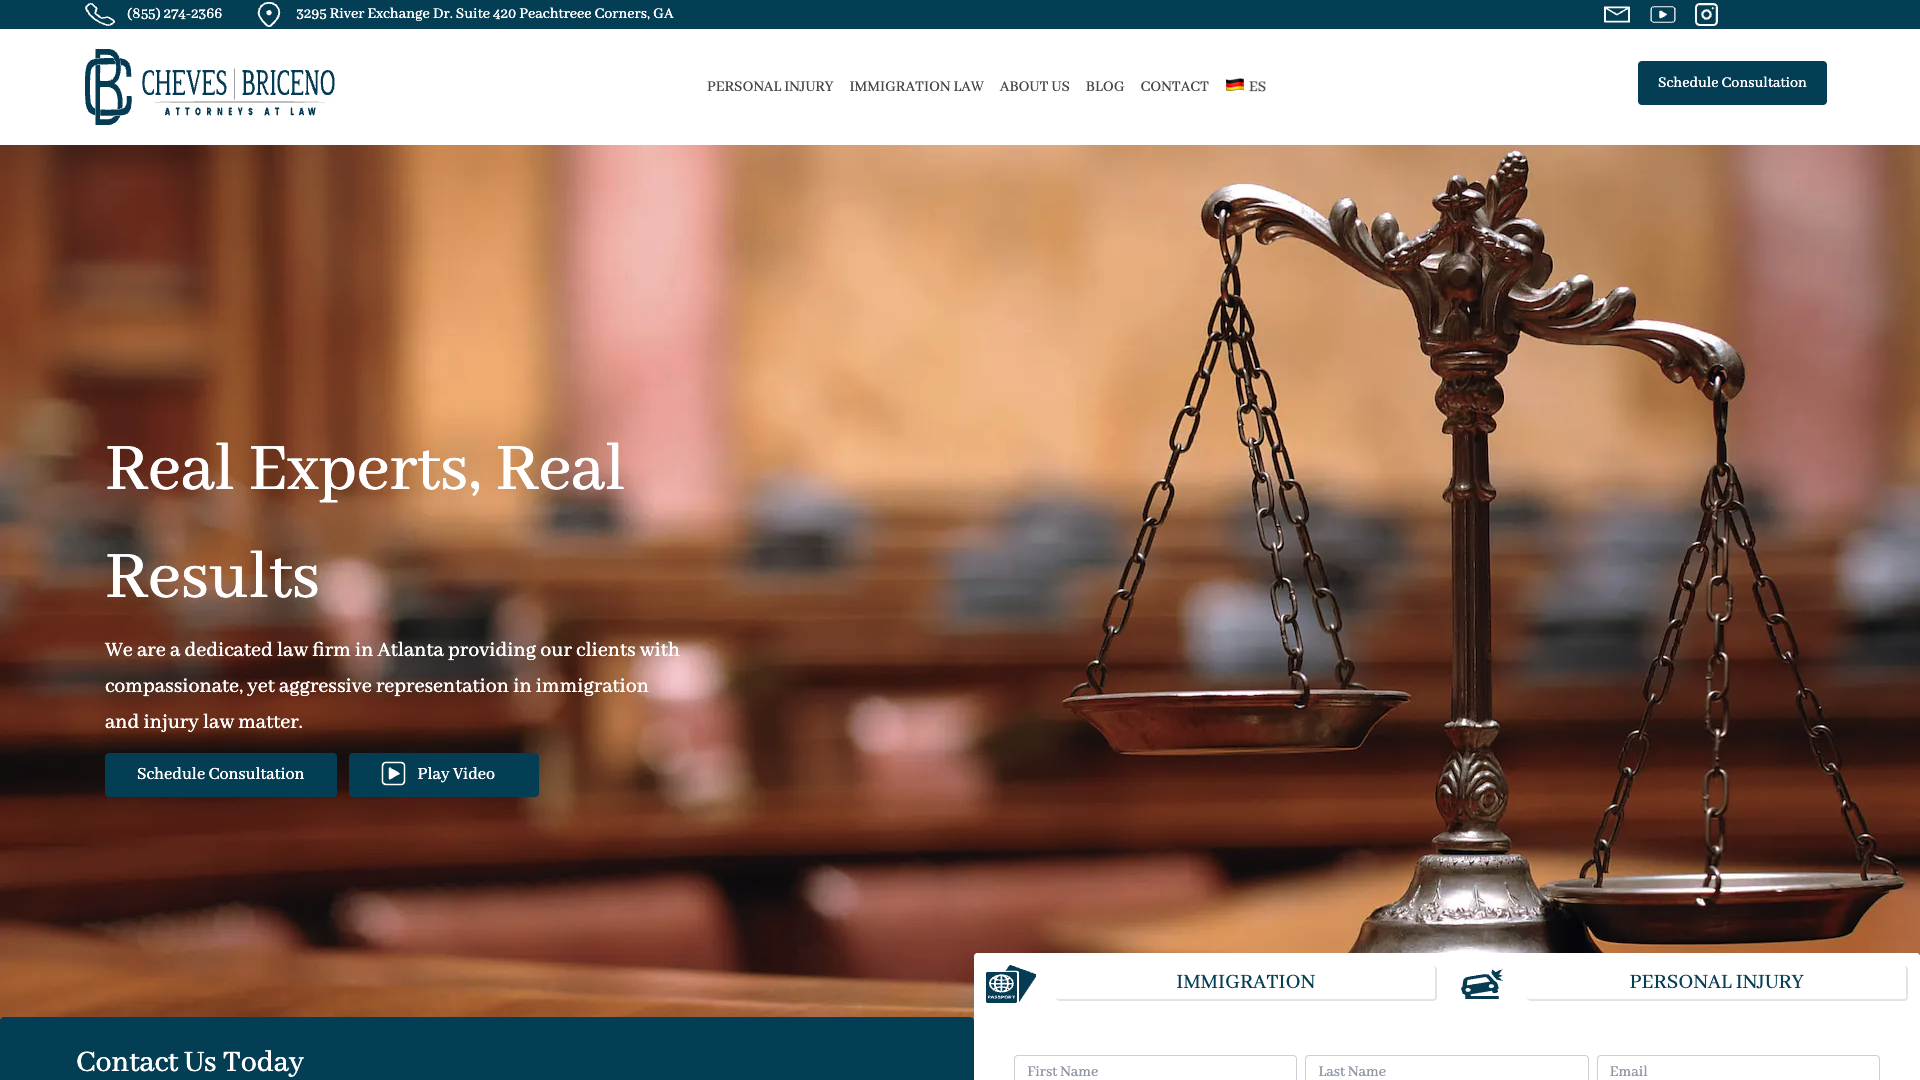 (855) 274-2366
3295 River Exchange Dr. Suite 420 Peachtreee Corners, GA
CHEVES | BRICENO
ATTORNEYS AT LAW
PERSONAL INJURY
IMMIGRATION LAW
ABOUT US
BLOG
CONTACT
ES
Schedule Consultation
Real Experts, Real
Results
We are a dedicated law firm in Atlanta providing our clients with
compassionate, yet aggressive representation in immigration
and injury law matter.
Schedule Consultation
Play Video
PASSPORT
IMMIGRATION
PERSONAL INJURY
Contact Us Today
First Name
Last Name
Email